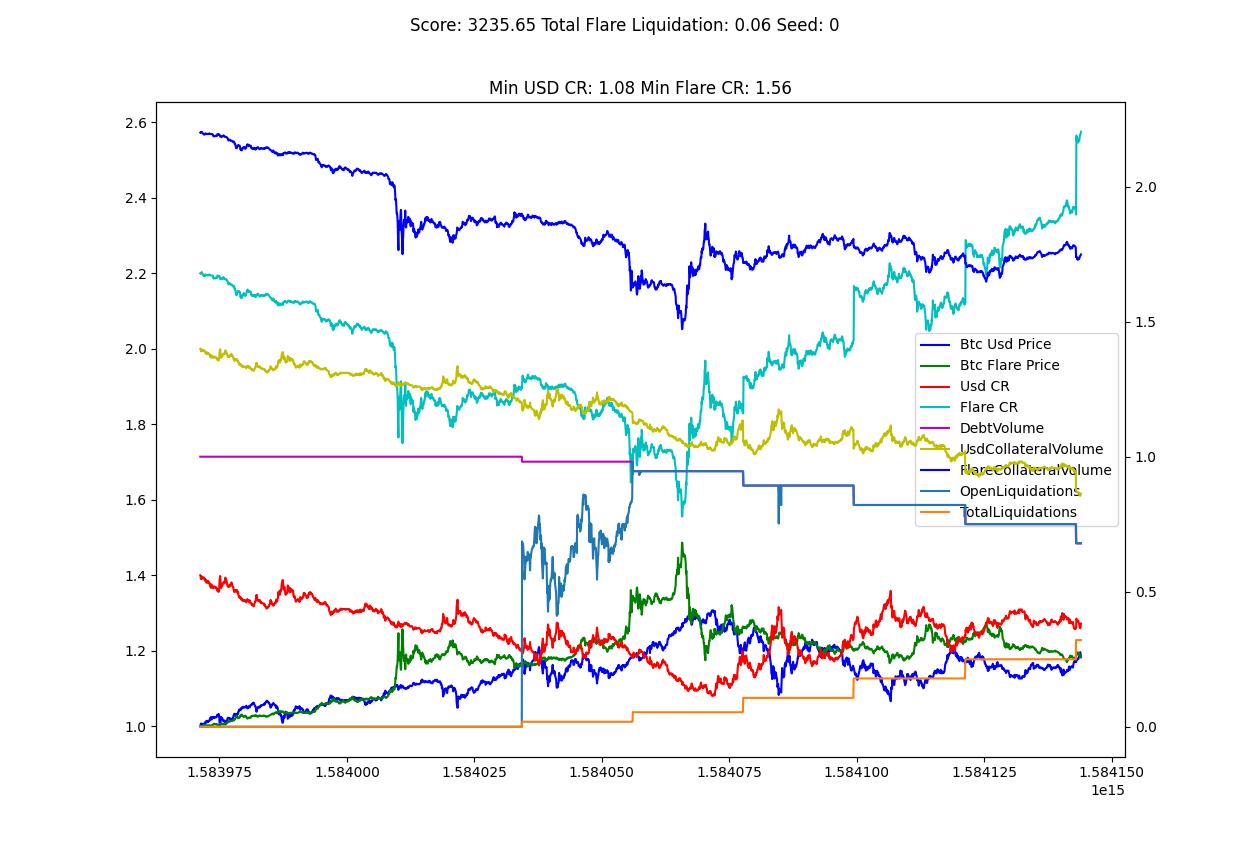 Score: 3235.65 Total Flare Liquidation: 0.06 Seed: 0
Min USD CR: 1.08 Min Flare CR: 1.56
2.6
2.4
2.2
2.0
1.8
1.6
1.4
1.2
1.0
2.0
1.5
1.0
0.5
0.0
Btc Usd Price
Btc Flare Price
Usd CR
Flare CR
DebtVolume
UsdCollateralVolume
FlareCollateralVolume
OpenLiquidations
TotalLiquidations
1.583975 1.584000 1.584025 1.584050 1.584075 1.584100 1.584125 1.584150
1e15